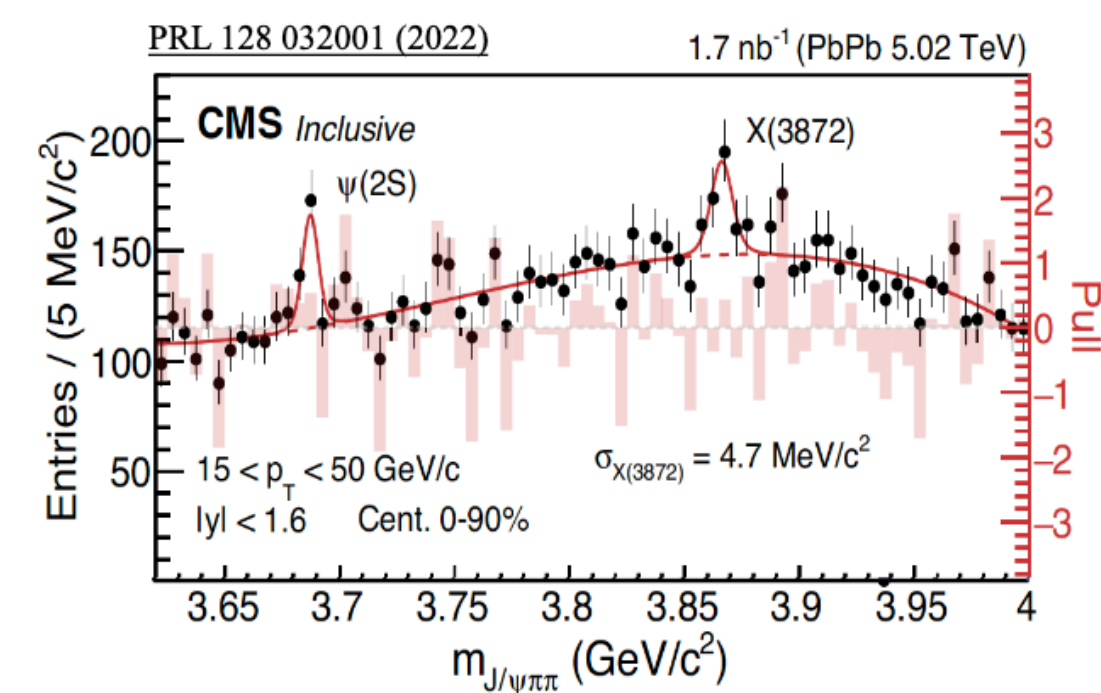 PRL 128 032001 (2022)
1.7 nb⁻¹ (PbPb 5.02 TeV)
CMS Inclusive
X(3872)
ψ(2S)
Entries / (5 MeV/c²)
200
150
100
50
3
2
1
0
−1
−2
−3
Pull
15 < p_T < 50 GeV/c
σ_X(3872) = 4.7 MeV/c²
|y| < 1.6 Cent. 0-90%
3.65 3.7 3.75 3.8 3.85 3.9 3.95 4
m_J/ψππ (GeV/c²)